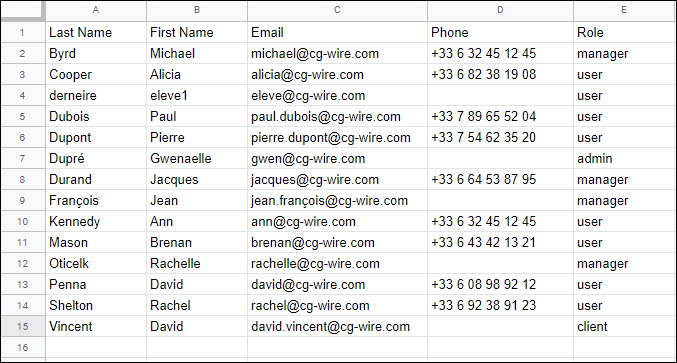 A B C D E
1 Last Name First Name Email Phone Role
2 Byrd Michael michael@cg-wire.com +33 6 32 45 12 45 manager
3 Cooper Alicia alicia@cg-wire.com +33 6 82 38 19 08 user
4 derneire eleve1 eleve@cg-wire.com user
5 Dubois Paul paul.dubois@cg-wire.com +33 7 89 65 52 04 user
6 Dupont Pierre pierre.dupont@cg-wire.com +33 7 54 62 35 20 user
7 Dupré Gwenaelle gwen@cg-wire.com admin
8 Durand Jacques jacques@cg-wire.com +33 6 64 53 87 95 manager
9 François Jean jean.françois@cg-wire.com manager
10 Kennedy Ann ann@cg-wire.com +33 6 32 45 12 45 user
11 Mason Brenan brenan@cg-wire.com +33 6 43 42 13 21 user
12 Oticelk Rachelle rachelle@cg-wire.com manager
13 Penna David david@cg-wire.com +33 6 08 98 92 12 user
14 Shelton Rachel rachel@cg-wire.com +33 6 92 38 91 23 user
15 Vincent David david.vincent@cg-wire.com client
16